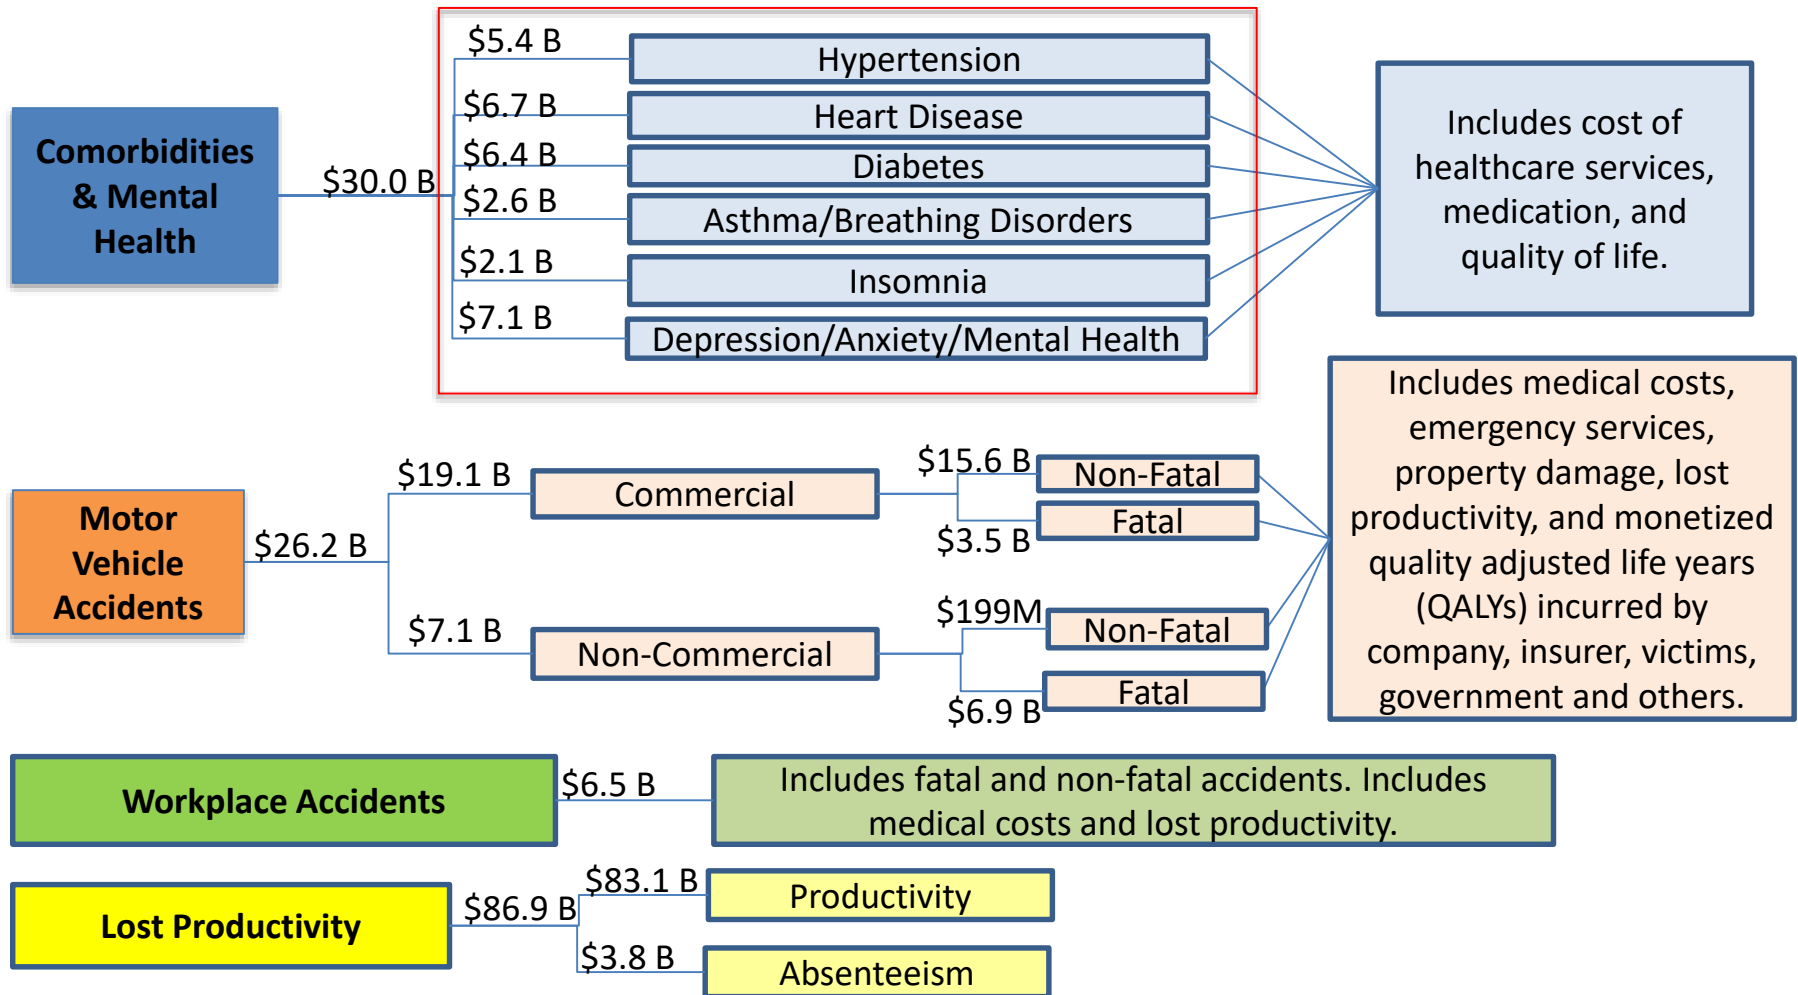 Comorbidities
& Mental
Health
$30.0 B
$5.4 B
Hypertension
$6.7 B
Heart Disease
$6.4 B
Diabetes
$2.6 B
Asthma/Breathing Disorders
$2.1 B
Insomnia
$7.1 B
Depression/Anxiety/Mental Health
Includes cost of
healthcare services,
medication, and
quality of life.
Motor
Vehicle
Accidents
$26.2 B
$19.1 B
Commercial
$15.6 B
Non-Fatal
$3.5 B
Fatal
$7.1 B
Non-Commercial
$199M
Non-Fatal
$6.9 B
Fatal
Includes medical costs,
emergency services,
property damage, lost
productivity, and monetized
quality adjusted life years
(QALYs) incurred by
company, insurer, victims,
government and others.
Workplace Accidents
$6.5 B
Includes fatal and non-fatal accidents. Includes
medical costs and lost productivity.
Lost Productivity
$86.9 B
$83.1 B
Productivity
$3.8 B
Absenteeism